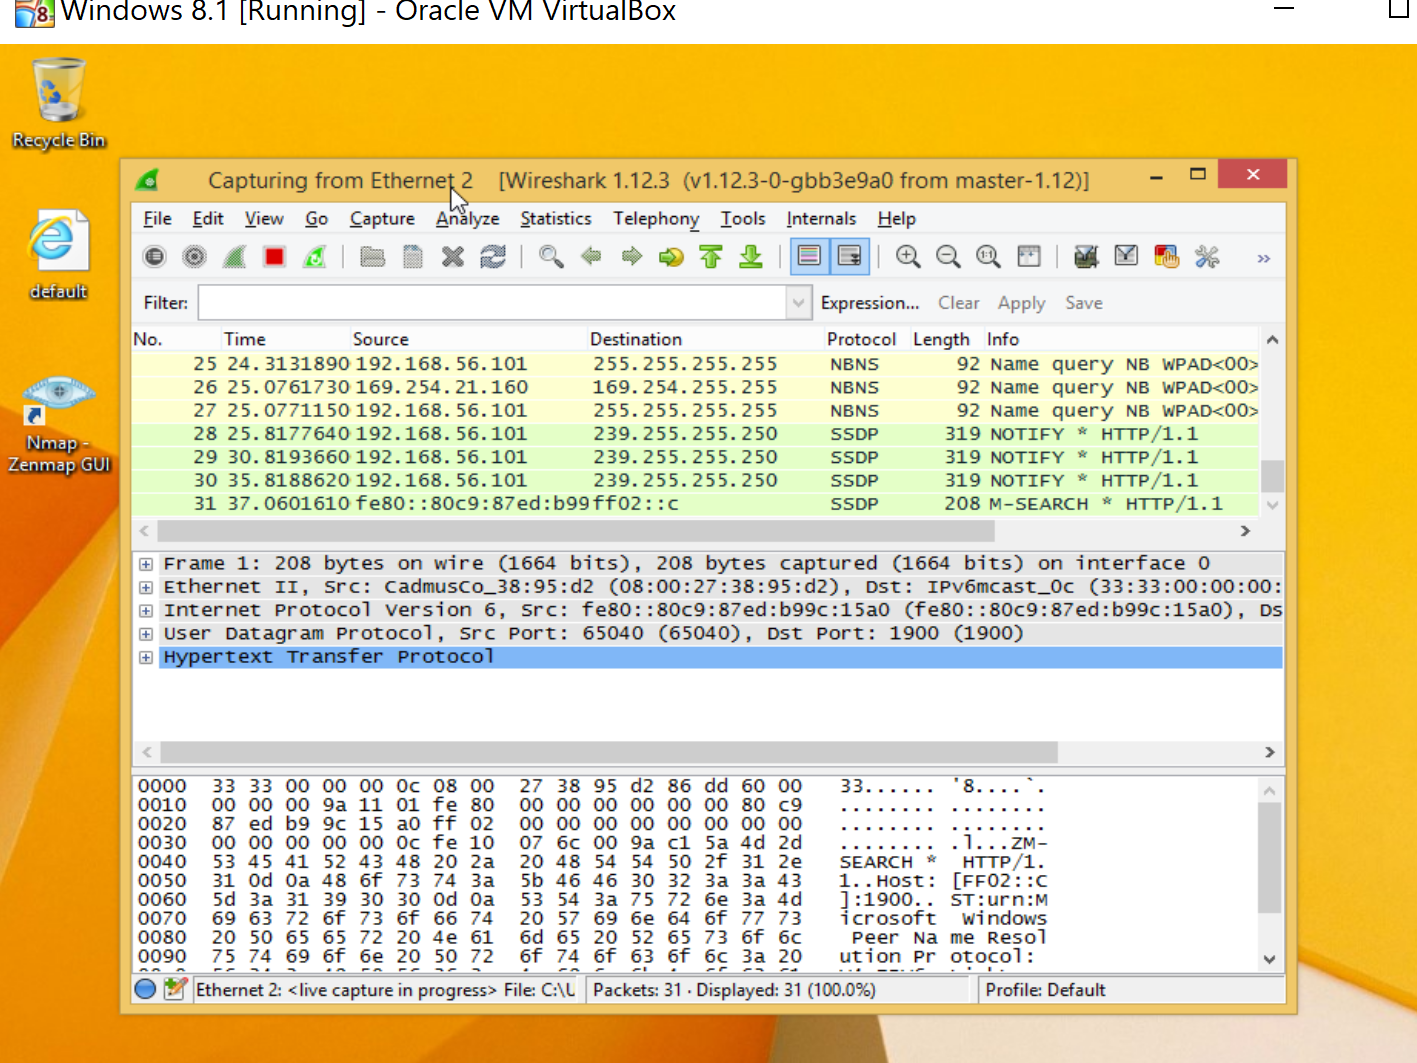 Windows 8.1 [Running] - Oracle VM VirtualBox
Recycle Bin
default
Nmap -
Zenmap GUI
Capturing from Ethernet 2 [Wireshark 1.12.3 (v1.12.3-0-gbb3e9a0 from master-1.12)]
File Edit View Go Capture Analyze Statistics Telephony Tools Internals Help
Filter: Expression... Clear Apply Save
No. Time Source Destination Protocol Length Info
25 24.3131890 192.168.56.101 255.255.255.255 NBNS 92 Name query NB WPAD<00>
26 25.0761730 169.254.21.160 169.254.255.255 NBNS 92 Name query NB WPAD<00>
27 25.0771150 192.168.56.101 255.255.255.255 NBNS 92 Name query NB WPAD<00>
28 25.8177640 192.168.56.101 239.255.255.250 SSDP 319 NOTIFY * HTTP/1.1
29 30.8193660 192.168.56.101 239.255.255.250 SSDP 319 NOTIFY * HTTP/1.1
30 35.8188620 192.168.56.101 239.255.255.250 SSDP 319 NOTIFY * HTTP/1.1
31 37.0601610 fe80::80c9:87ed:b99 ff02::c SSDP 208 M-SEARCH * HTTP/1.1
Frame 1: 208 bytes on wire (1664 bits), 208 bytes captured (1664 bits) on interface 0
Ethernet II, Src: CadmusCo_38:95:d2 (08:00:27:38:95:d2), Dst: IPv6mcast_0c (33:33:00:00:00:
Internet Protocol Version 6, Src: fe80::80c9:87ed:b99c:15a0 (fe80::80c9:87ed:b99c:15a0), Ds
User Datagram Protocol, Src Port: 65040 (65040), Dst Port: 1900 (1900)
Hypertext Transfer Protocol
0000 33 33 00 00 00 0c 08 00 27 38 95 d2 86 dd 60 00 33...... '8....`.
0010 00 00 00 9a 11 01 fe 80 00 00 00 00 00 00 80 c9 ........ ........
0020 87 ed b9 9c 15 a0 ff 02 00 00 00 00 00 00 00 00 ........ ........
0030 00 00 00 00 00 0c fe 10 07 6c 00 9a c1 5a 4d 2d ........ .l...ZM-
0040 53 45 41 52 43 48 20 2a 20 48 54 54 50 2f 31 2e SEARCH * HTTP/1.
0050 31 0d 0a 48 6f 73 74 3a 5b 46 46 30 32 3a 3a 43 1..Host: [FF02::C
0060 5d 3a 31 39 30 30 0d 0a 53 54 3a 75 72 6e 3a 4d ]:1900.. ST:urn:M
0070 69 63 72 6f 73 6f 66 74 20 57 69 6e 64 6f 77 73 icrosoft Windows
0080 20 50 65 65 72 20 4e 61 6d 65 20 52 65 73 6f 6c Peer Na me Resol
0090 75 74 69 6f 6e 20 50 72 6f 74 6f 63 6f 6c 3a 20 ution Pr otocol:
Ethernet 2: <live capture in progress> File: C:\U Packets: 31 · Displayed: 31 (100.0%) Profile: Default